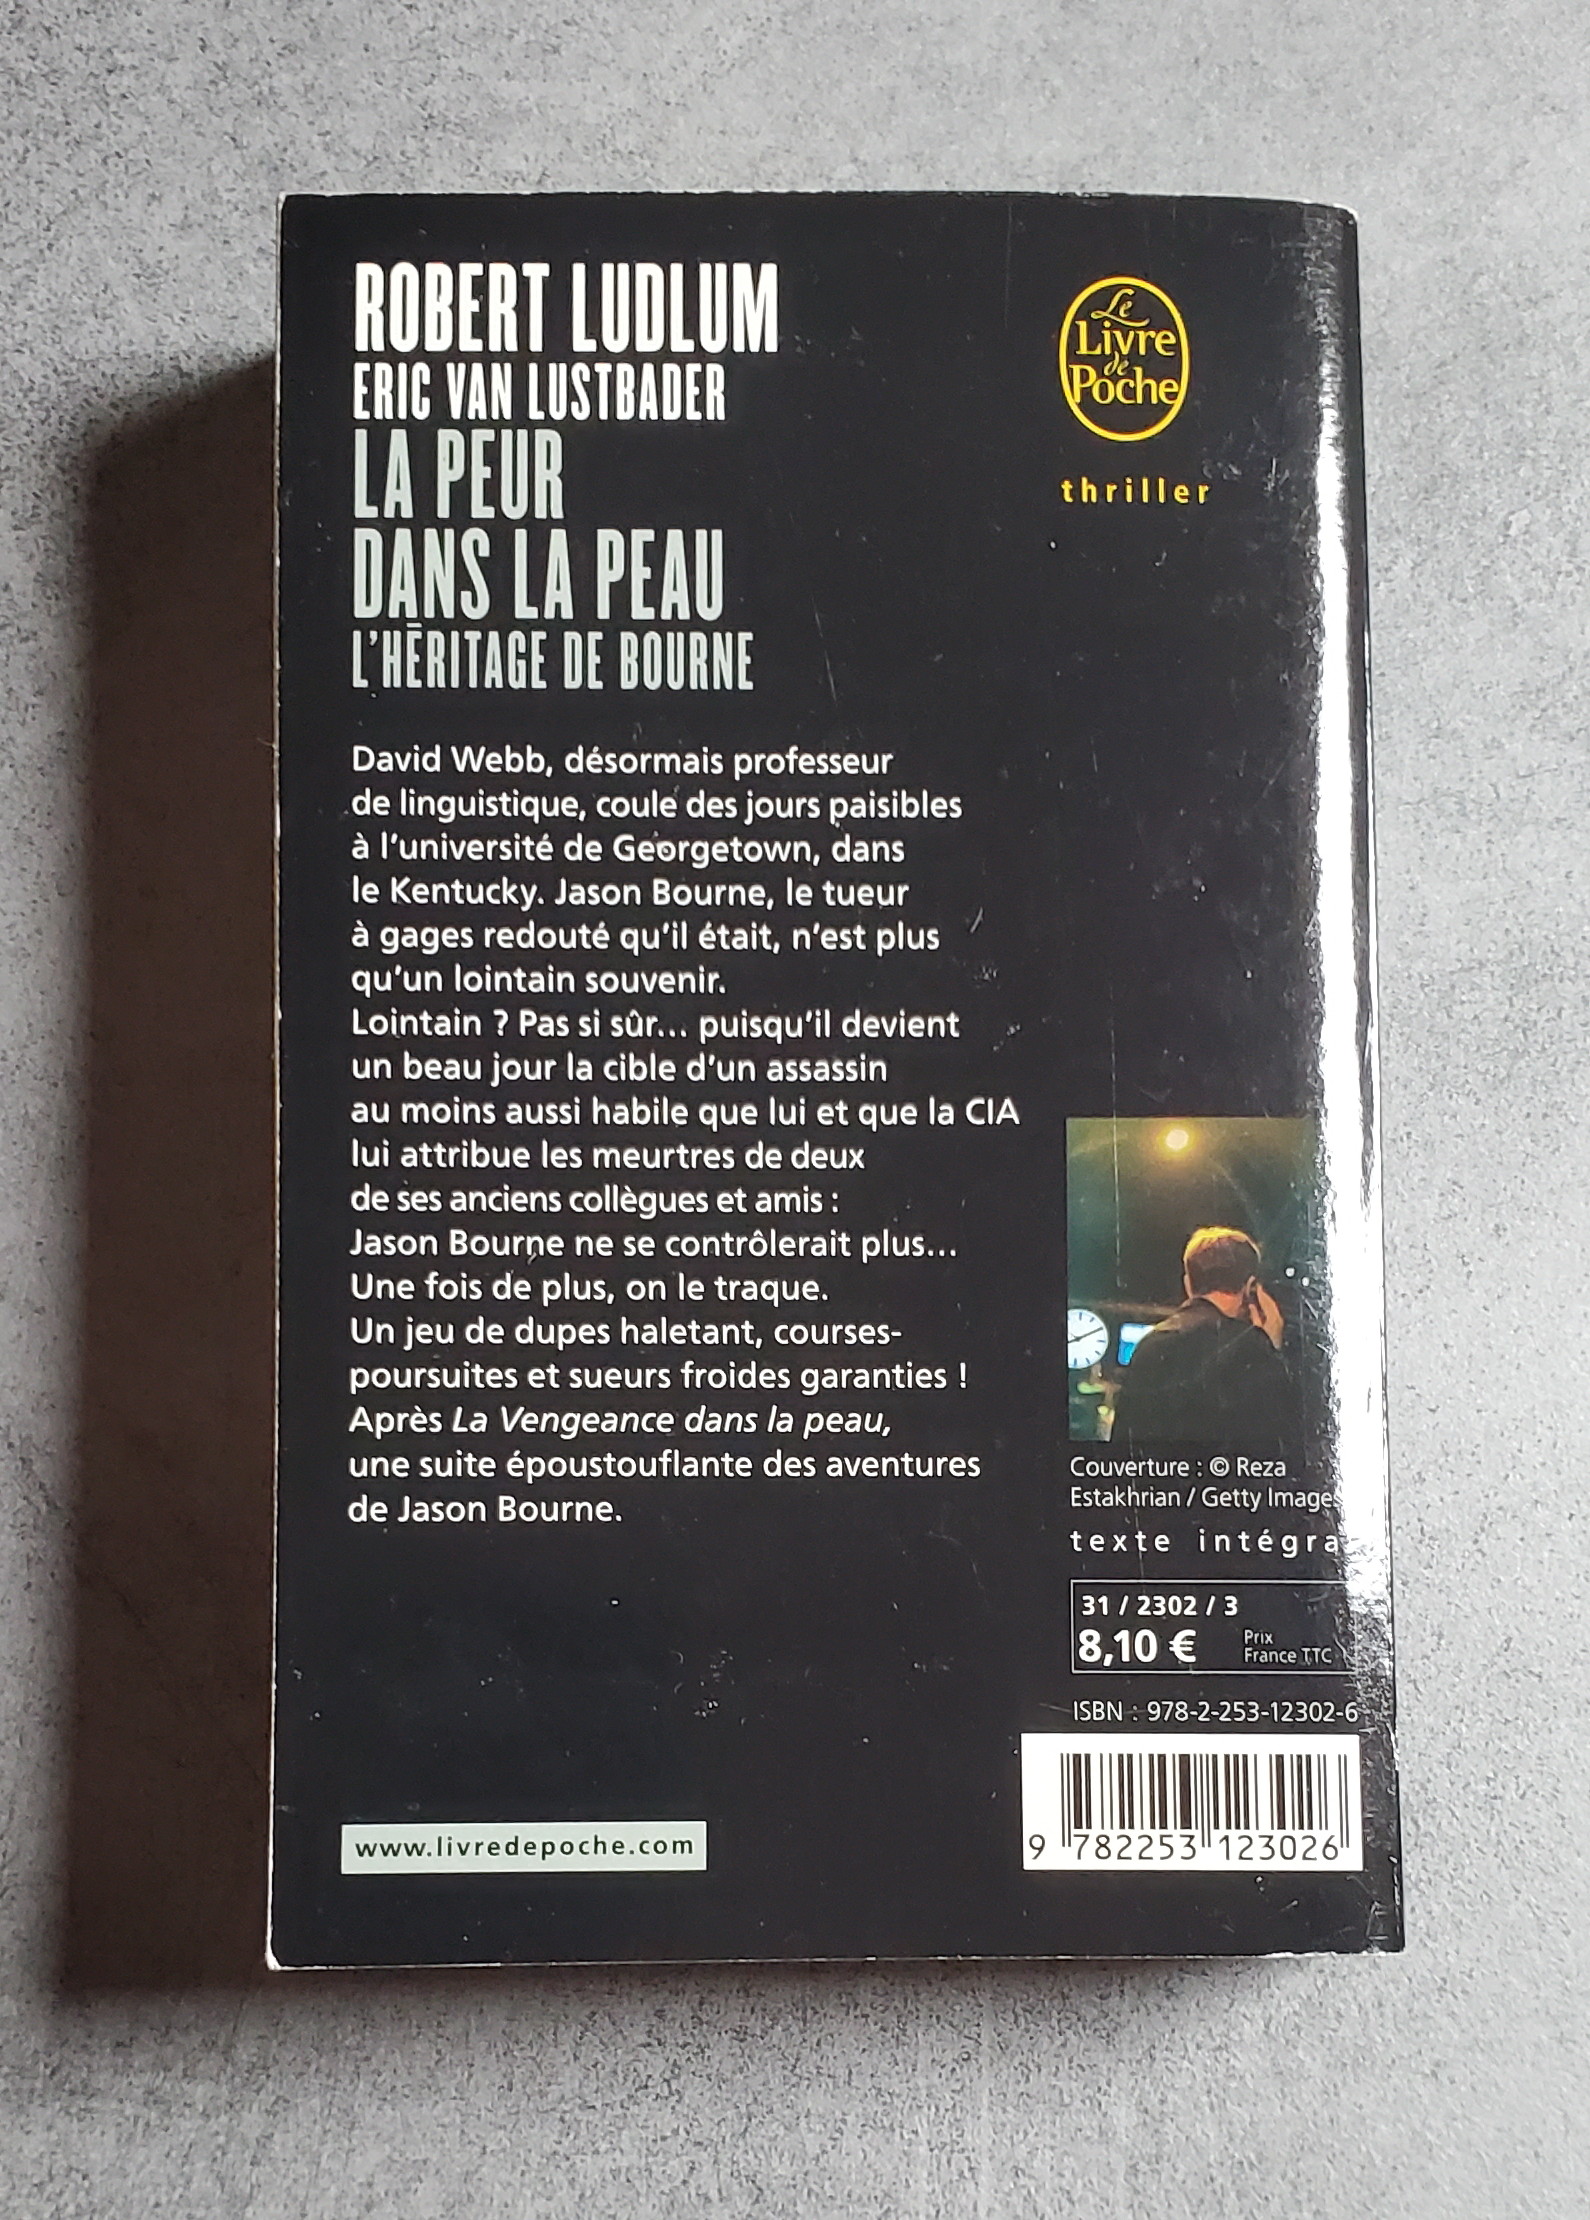 ROBERT LUDLUM
ERIC VAN LUSTBADER
LA PEUR
DANS LA PEAU
L'HÉRITAGE DE BOURNE
Le
Livre
de
Poche
thriller
David Webb, désormais professeur
de linguistique, coule des jours paisibles
à l'université de Georgetown, dans
le Kentucky. Jason Bourne, le tueur
à gages redouté qu'il était, n'est plus
qu'un lointain souvenir.
Lointain ? Pas si sûr... puisqu'il devient
un beau jour la cible d'un assassin
au moins aussi habile que lui et que la CIA
lui attribue les meurtres de deux
de ses anciens collègues et amis :
Jason Bourne ne se contrôlerait plus...
Une fois de plus, on le traque.
Un jeu de dupes haletant, courses-
poursuites et sueurs froides garanties !
Après La Vengeance dans la peau,
une suite époustouflante des aventures
de Jason Bourne.
Couverture : © Reza
Estakhrian / Getty Images
texte intégra
31 / 2302 / 3
8,10 €
Prix
France TTC
ISBN : 978-2-253-12302-6
9 782253 123026
www.livredepoche.com